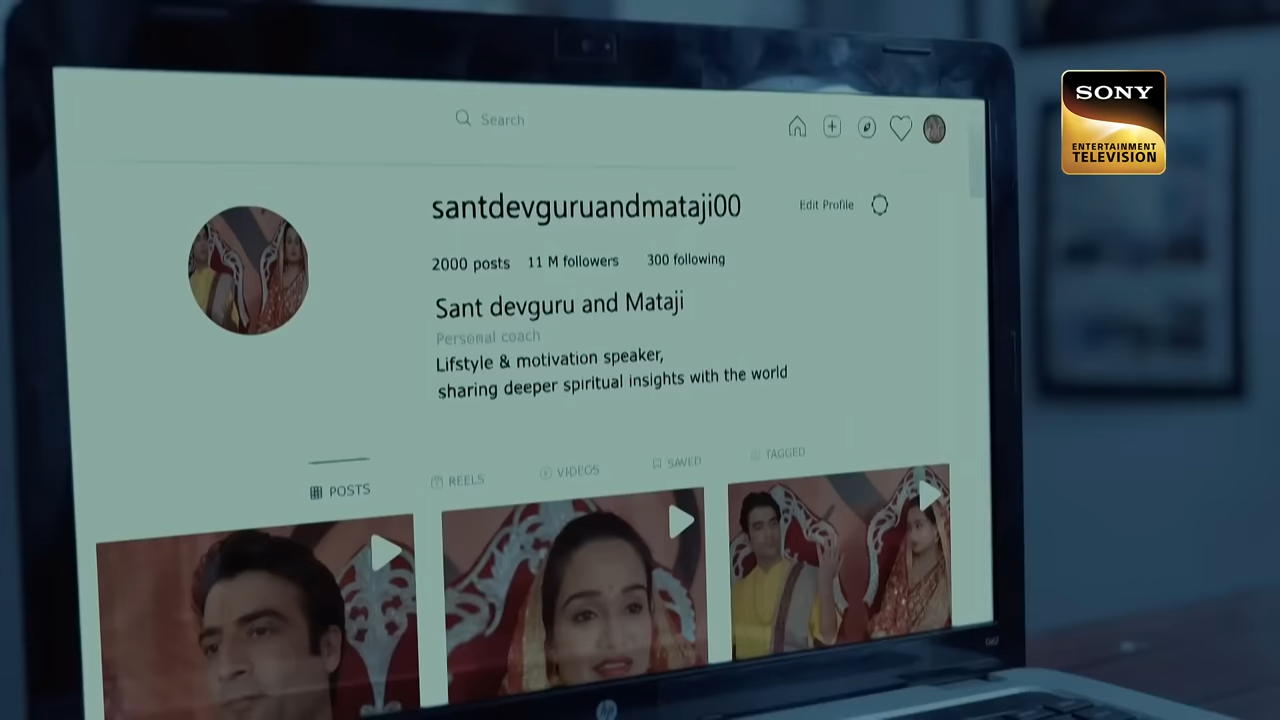 SONY
ENTERTAINMENT
TELEVISION
Search
santdevguruandmataji00
Edit Profile
2000 posts 11 M followers 300 following
Sant devguru and Mataji
Personal coach
Lifstyle & motivation speaker,
sharing deeper spiritual insights with the world
POSTS REELS VIDEOS SAVED TAGGED
hp